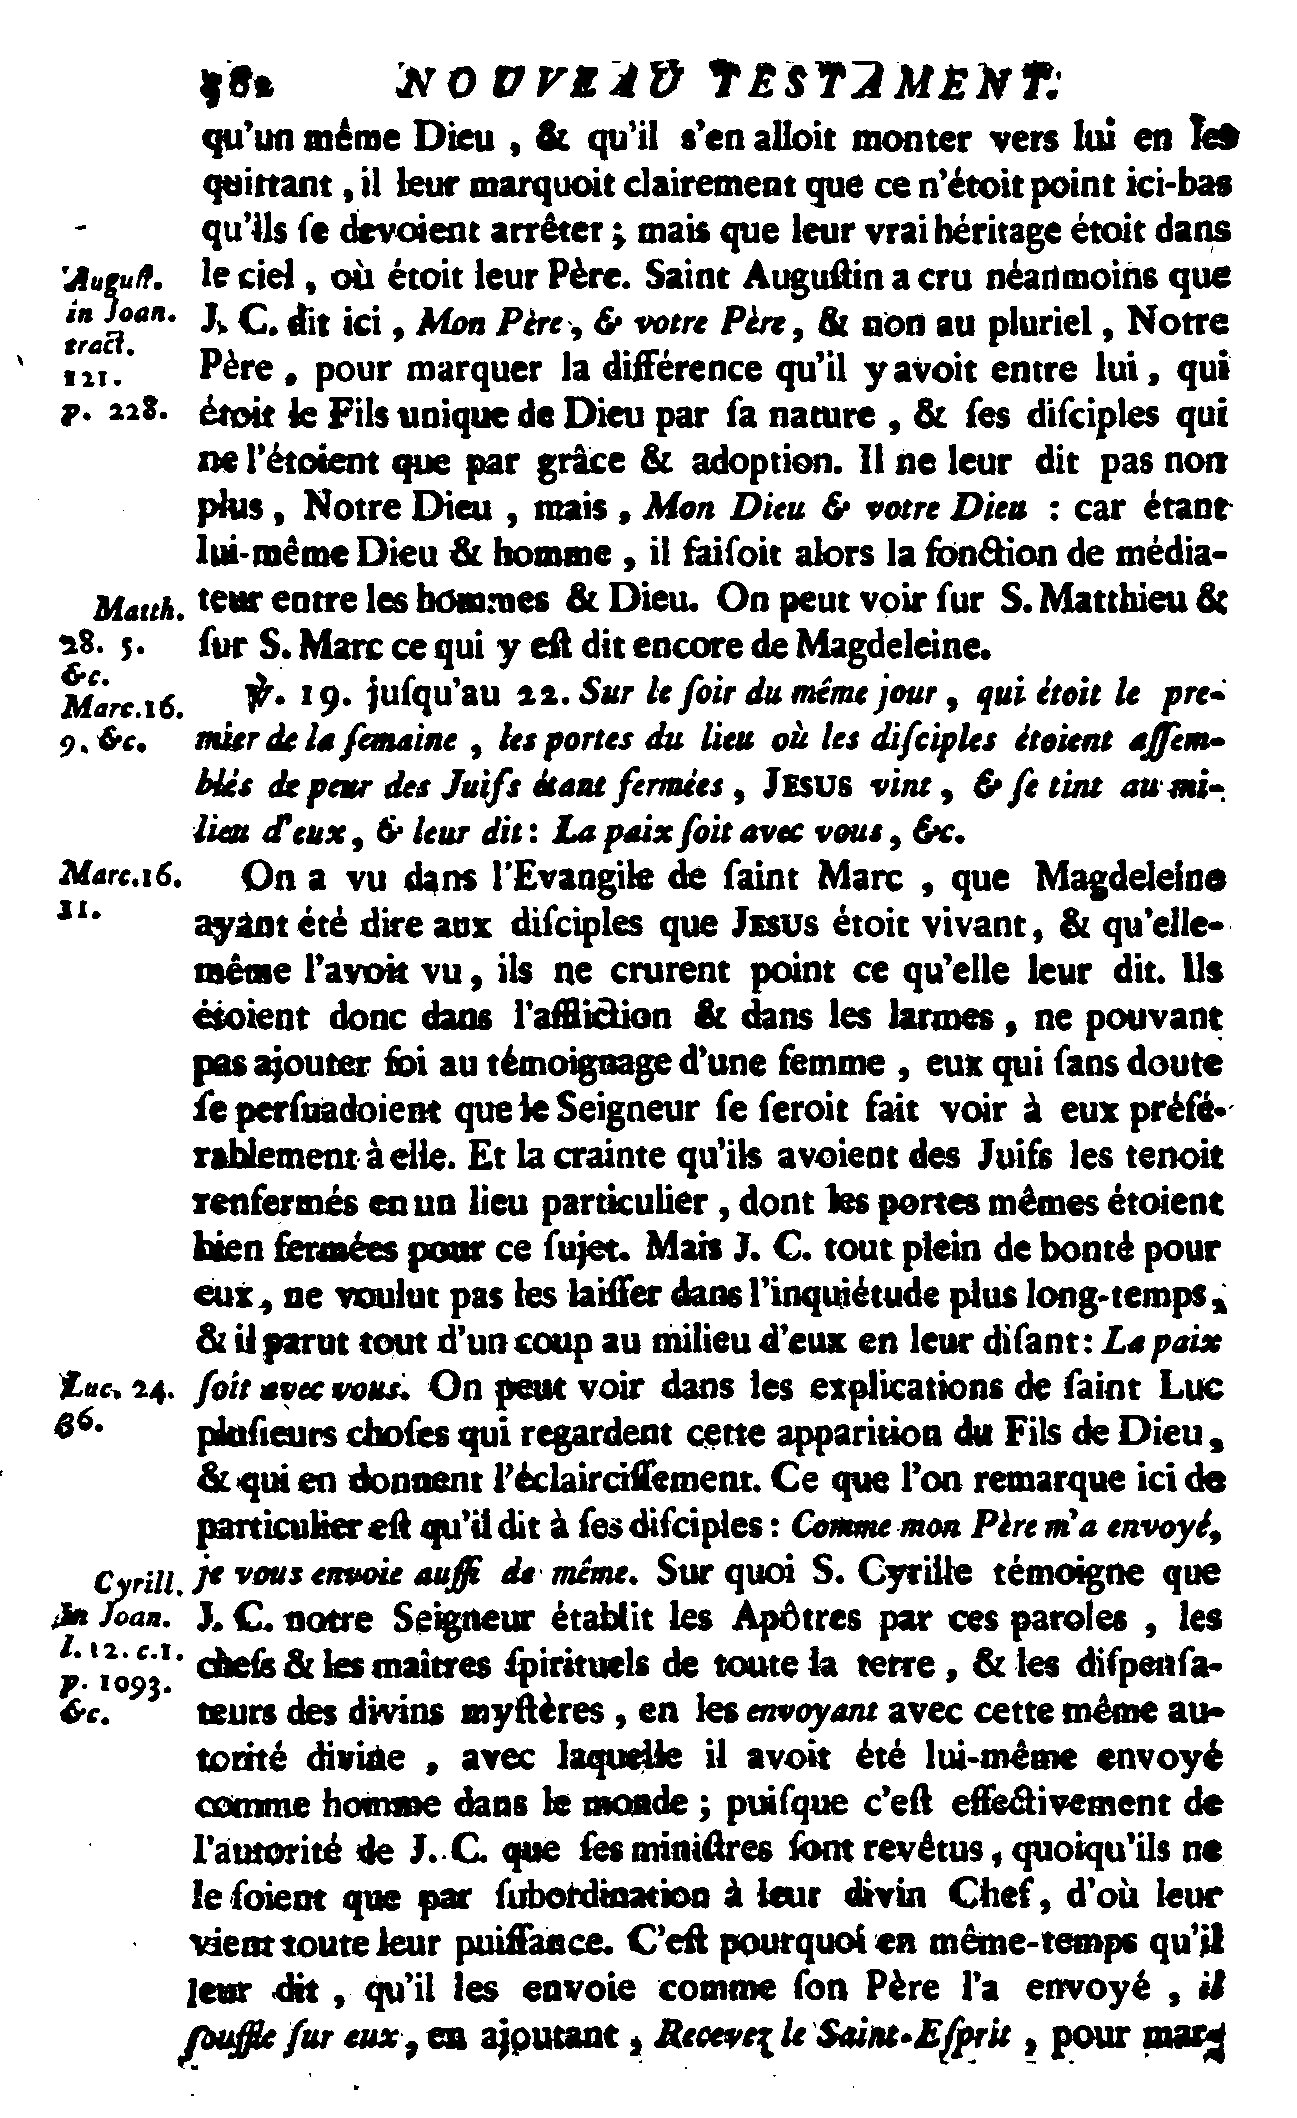 582 NOUVEAU TESTAMENT.
qu'un même Dieu, & qu'il s'en alloit monter vers lui en les
quittant, il leur marquoit clairement que ce n'étoit point ici-bas
qu'ils ſe devoient arrêter; mais que leur vrai héritage étoit dans
le ciel, où étoit leur Père. Saint Auguſtin a cru néanmoins que
J. C. dit ici, Mon Père, & votre Père, & non au pluriel, Notre
Père, pour marquer la différence qu'il y avoit entre lui, qui
étoit le Fils unique de Dieu par ſa nature, & ſes diſciples qui
ne l'étoient que par grâce & adoption. Il ne leur dit pas non
plus, Notre Dieu, mais, Mon Dieu & votre Dieu : car étant
lui-même Dieu & homme, il faiſoit alors la fonction de média-
teur entre les hommes & Dieu. On peut voir ſur S. Matthieu &
ſur S. Marc ce qui y eſt dit encore de Magdeleine.
Auguſt.
in Joan.
tract.
121.
p. 228.
Matth.
28. 5.
&c.
Marc.16.
9. &c.
℣. 19. juſqu'au 22. Sur le ſoir du même jour, qui étoit le pre-
mier de la ſemaine, les portes du lieu où les diſciples étoient aſſem-
blés de peur des Juifs étant fermées, JESUS vint, & ſe tint au mi-
lieu d'eux, & leur dit: La paix ſoit avec vous, &c.
Marc.16.
11.
On a vu dans l'Evangile de ſaint Marc, que Magdeleine
ayant été dire aux diſciples que JESUS étoit vivant, & qu'elle-
même l'avoit vu, ils ne crurent point ce qu'elle leur dit. Ils
étoient donc dans l'affliction & dans les larmes, ne pouvant
pas ajouter foi au témoignage d'une femme, eux qui ſans doute
ſe perſuadoient que le Seigneur ſe ſeroit fait voir à eux préfé-
rablement à elle. Et la crainte qu'ils avoient des Juifs les tenoit
renfermés en un lieu particulier, dont les portes mêmes étoient
bien fermées pour ce ſujet. Mais J. C. tout plein de bonté pour
eux, ne voulut pas les laiſſer dans l'inquiétude plus long-temps,
& il parut tout d'un coup au milieu d'eux en leur diſant: La paix
ſoit avec vous. On peut voir dans les explications de ſaint Luc
pluſieurs choſes qui regardent cette apparition du Fils de Dieu,
& qui en donnent l'éclairciſſement. Ce que l'on remarque ici de
particulier eſt qu'il dit à ſes diſciples: Comme mon Père m'a envoyé,
je vous envoie auſſi de même. Sur quoi S. Cyrille témoigne que
J. C. notre Seigneur établit les Apôtres par ces paroles, les
chefs & les maîtres ſpirituels de toute la terre, & les diſpenſa-
teurs des divins myſtères, en les envoyant avec cette même au-
torité divine, avec laquelle il avoit été lui-même envoyé
comme homme dans le monde; puiſque c'eſt effectivement de
l'autorité de J. C. que ſes miniſtres ſont revêtus, quoiqu'ils ne
le ſoient que par ſubordination à leur divin Chef, d'où leur
vient toute leur puiſſance. C'eſt pourquoi en même-temps qu'il
leur dit, qu'il les envoie comme ſon Père l'a envoyé, il
ſouffle ſur eux, en ajoutant, Recevez le Saint-Eſprit, pour mar-
Luc. 24.
36.
Cyrill.
in Joan.
l. 12. c.1.
p. 1093.
&c.